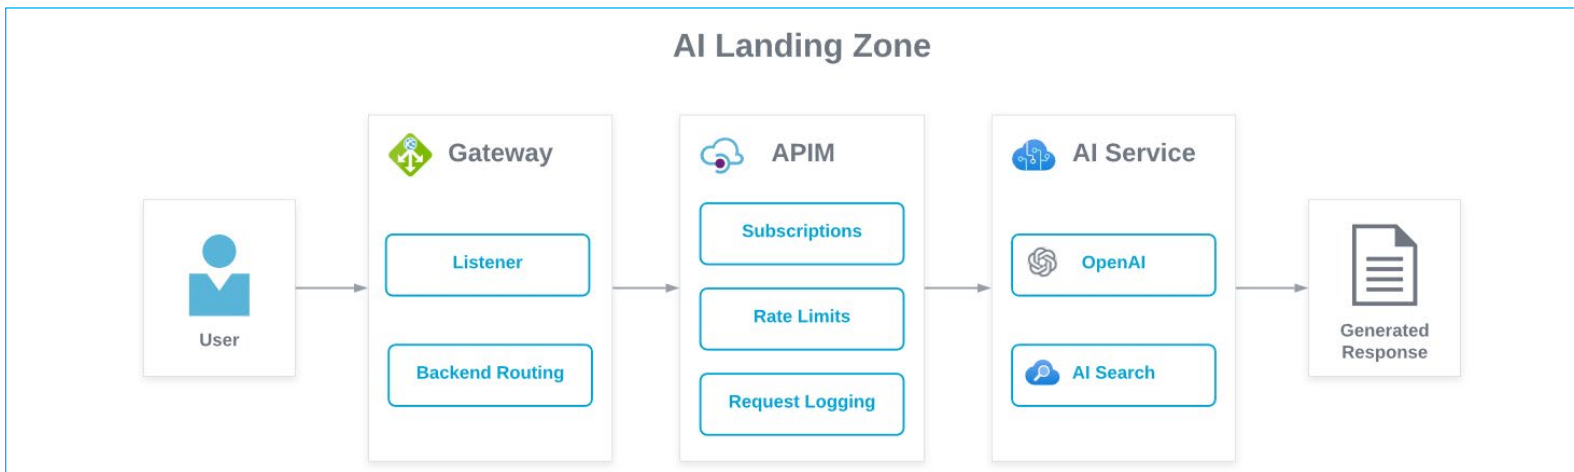 AI Landing Zone
User
Gateway
Listener
Backend Routing
APIM
Subscriptions
Rate Limits
Request Logging
AI Service
OpenAI
AI Search
Generated
Response